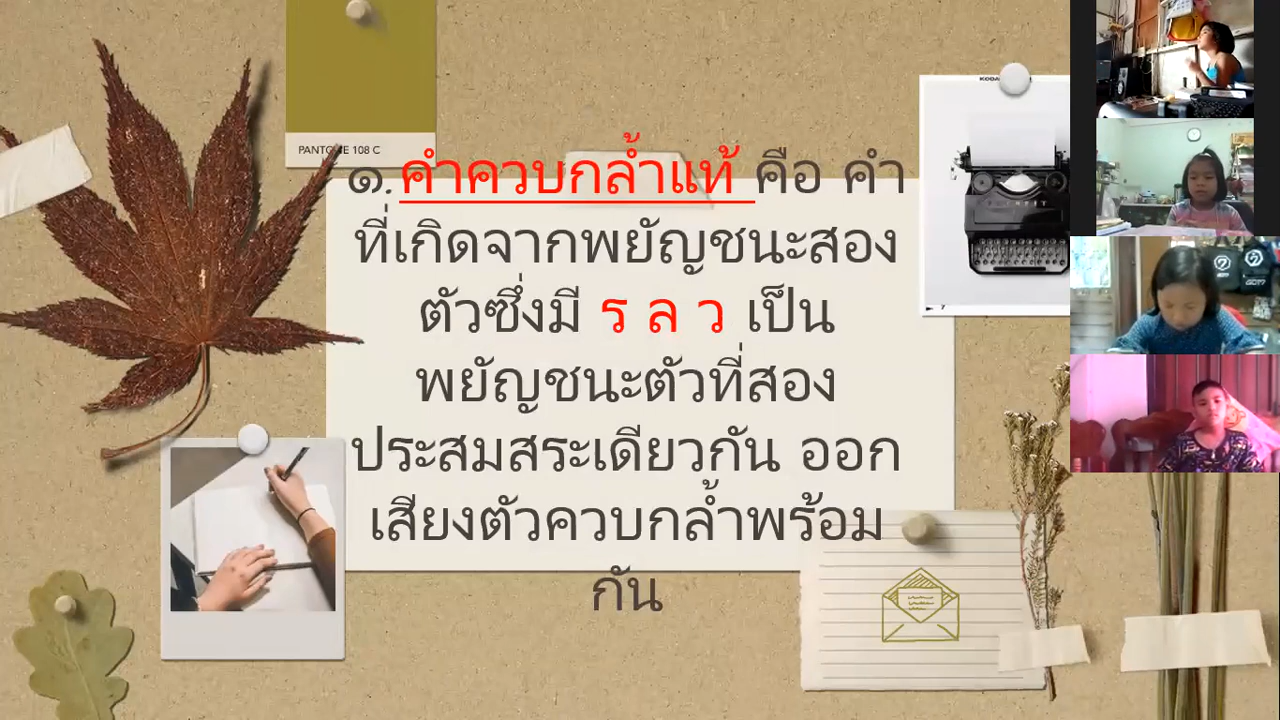 PANTONE 108 C
๑. คำควบกล้ำแท้ คือ คำ
ที่เกิดจากพยัญชนะสอง
ตัวซึ่งมี ร ล ว เป็น
พยัญชนะตัวที่สอง
ประสมสระเดียวกัน ออก
เสียงตัวควบกล้ำพร้อม
กัน